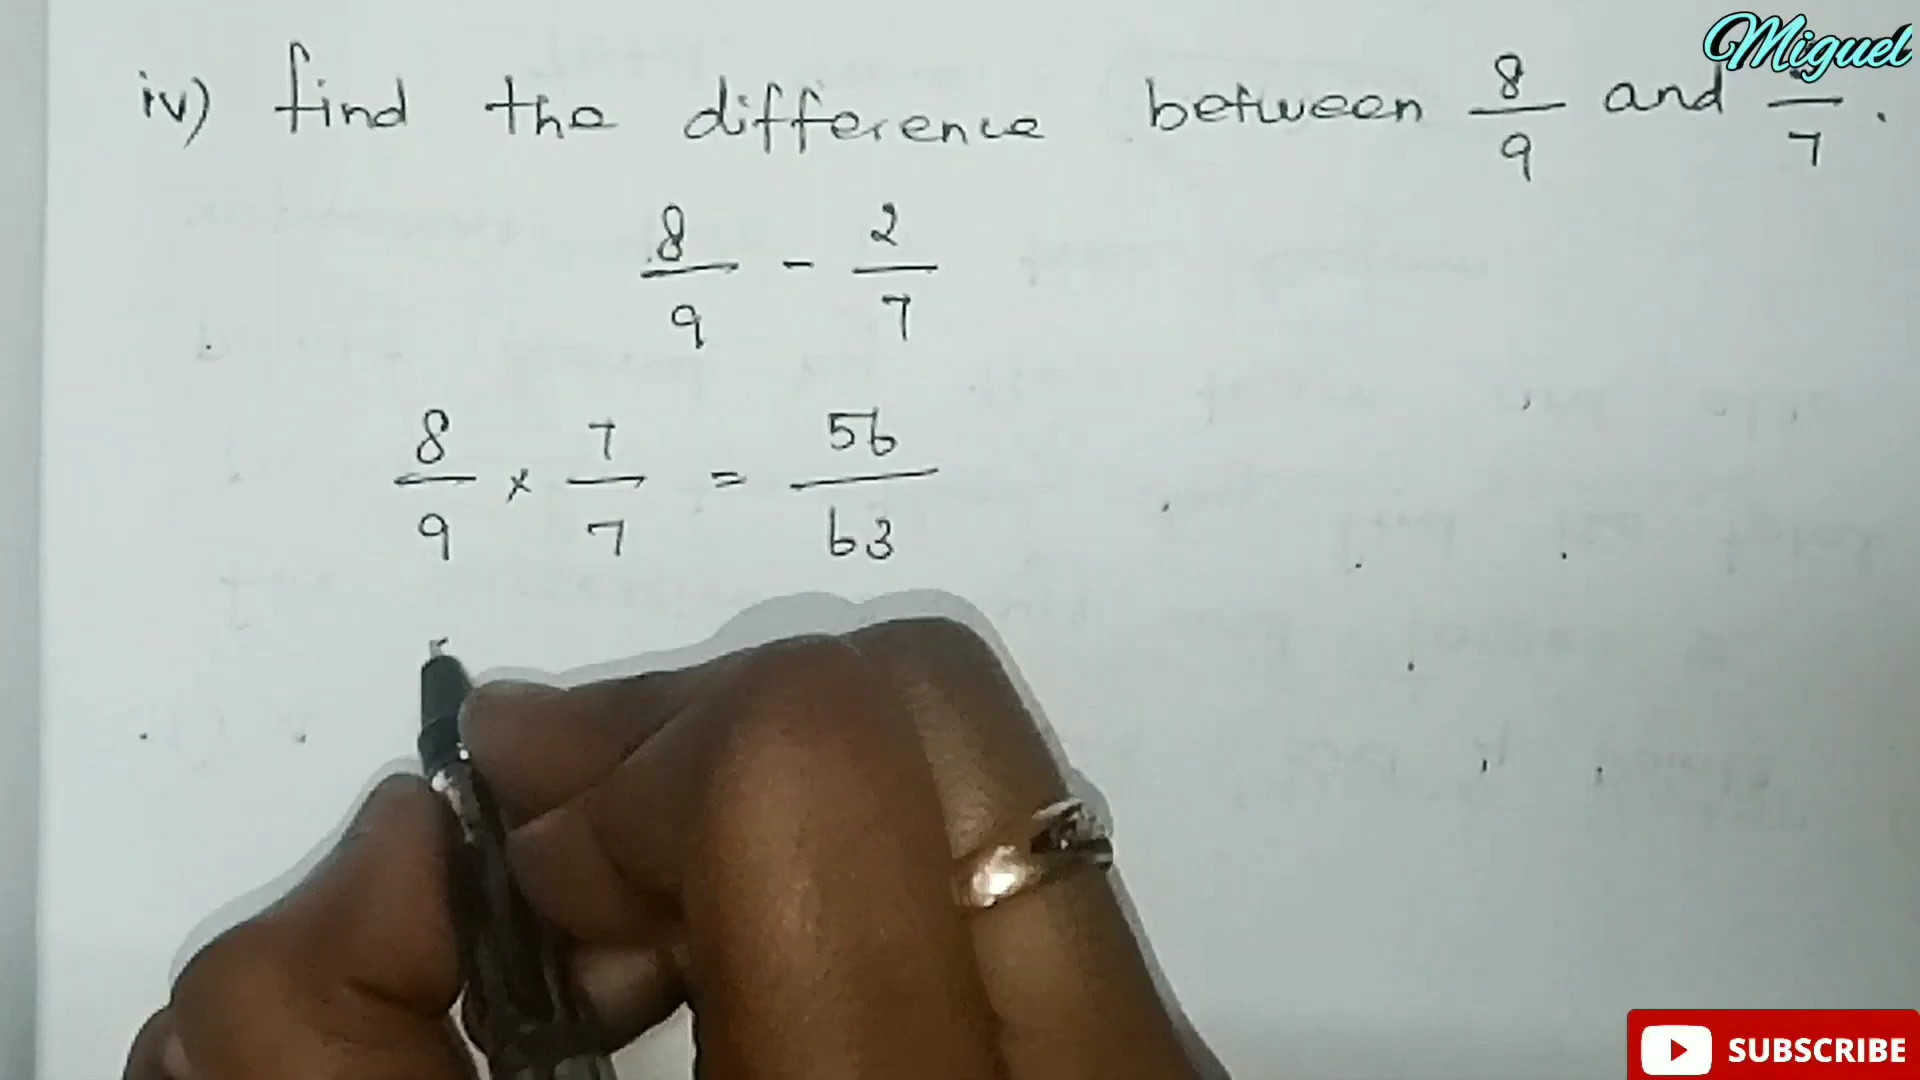 Miguel
iv) find the difference between 8/9 and /7.
8/9 - 2/7
8/9 × 7/7 = 56/63
SUBSCRIBE